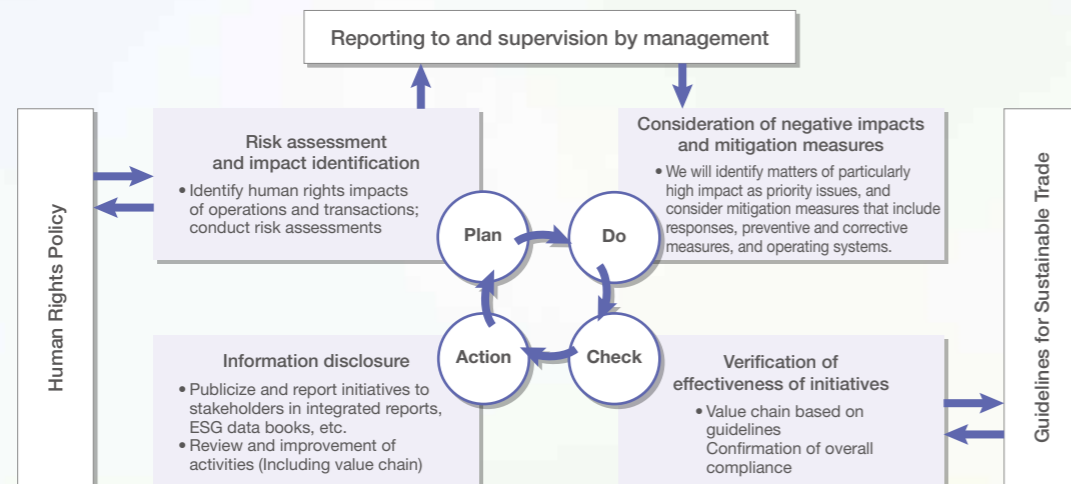 Reporting to and supervision by management
Human Rights Policy
Risk assessment
and impact identification
• Identify human rights impacts
of operations and transactions;
conduct risk assessments
Consideration of negative impacts
and mitigation measures
• We will identify matters of particularly
high impact as priority issues, and
consider mitigation measures that include
responses, preventive and corrective
measures, and operating systems.
Plan
Do
Action
Check
Information disclosure
• Publicize and report initiatives to
stakeholders in integrated reports,
ESG data books, etc.
• Review and improvement of
activities (Including value chain)
Verification of
effectiveness of initiatives
• Value chain based on
guidelines
Confirmation of overall
compliance
Guidelines for Sustainable Trade